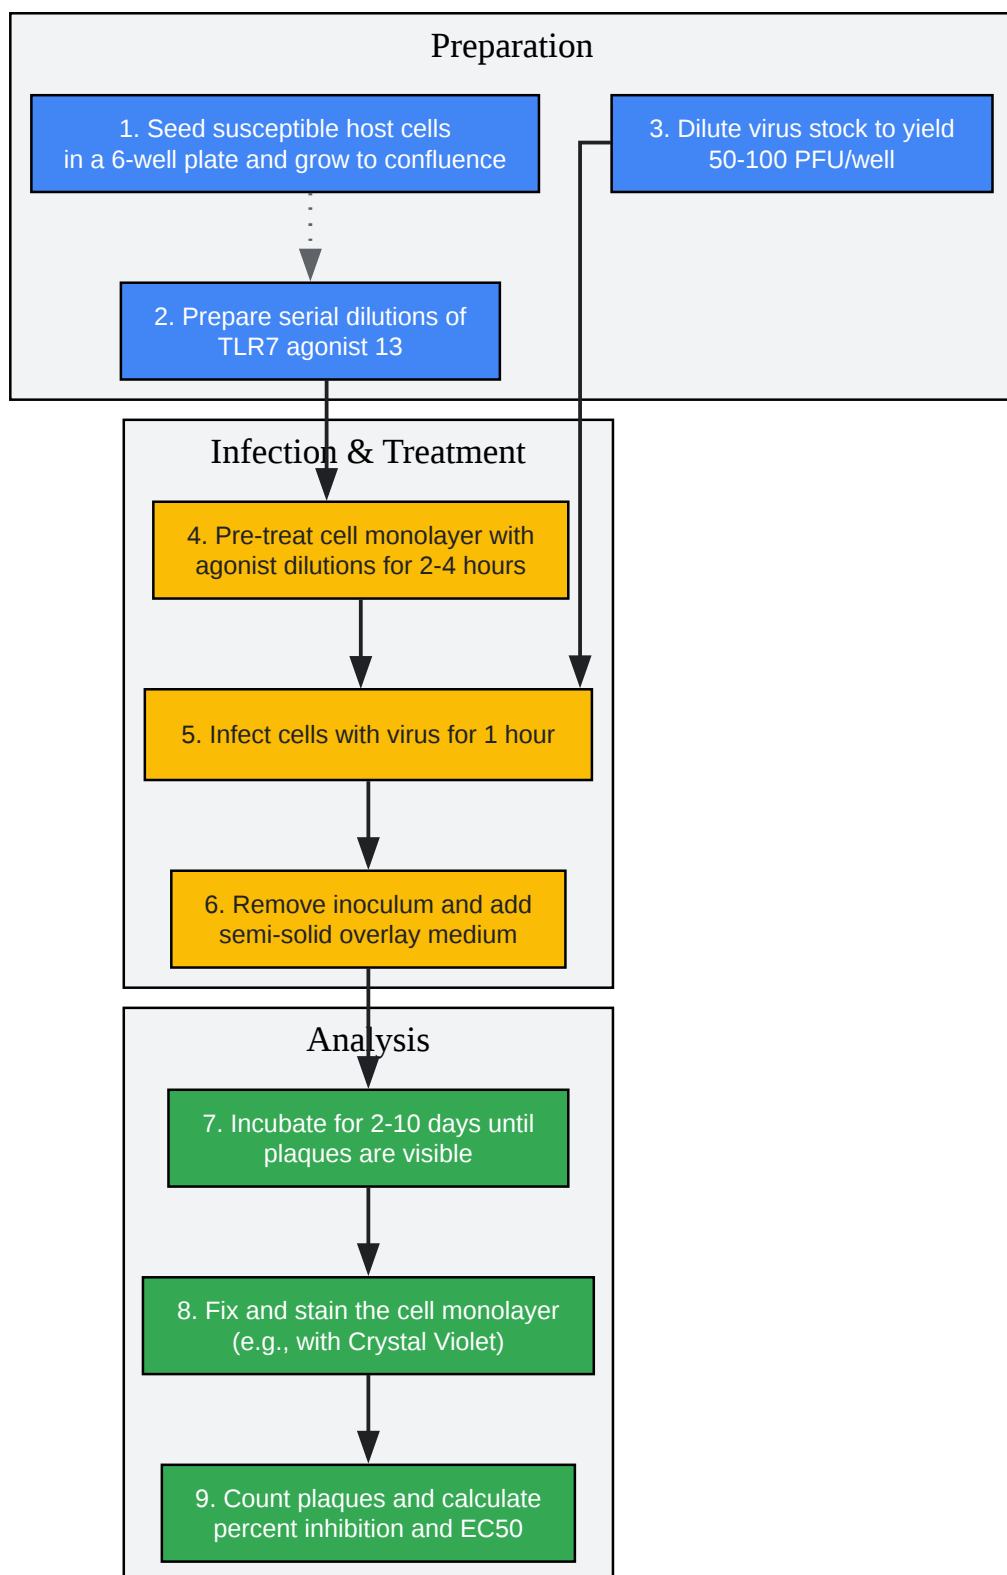 Preparation
1. Seed susceptible host cells
in a 6-well plate and grow to confluence
3. Dilute virus stock to yield
50-100 PFU/well
2. Prepare serial dilutions of
TLR7 agonist 13
Infection & Treatment
4. Pre-treat cell monolayer with
agonist dilutions for 2-4 hours
5. Infect cells with virus for 1 hour
6. Remove inoculum and add
semi-solid overlay medium
Analysis
7. Incubate for 2-10 days until
plaques are visible
8. Fix and stain the cell monolayer
(e.g., with Crystal Violet)
9. Count plaques and calculate
percent inhibition and EC50